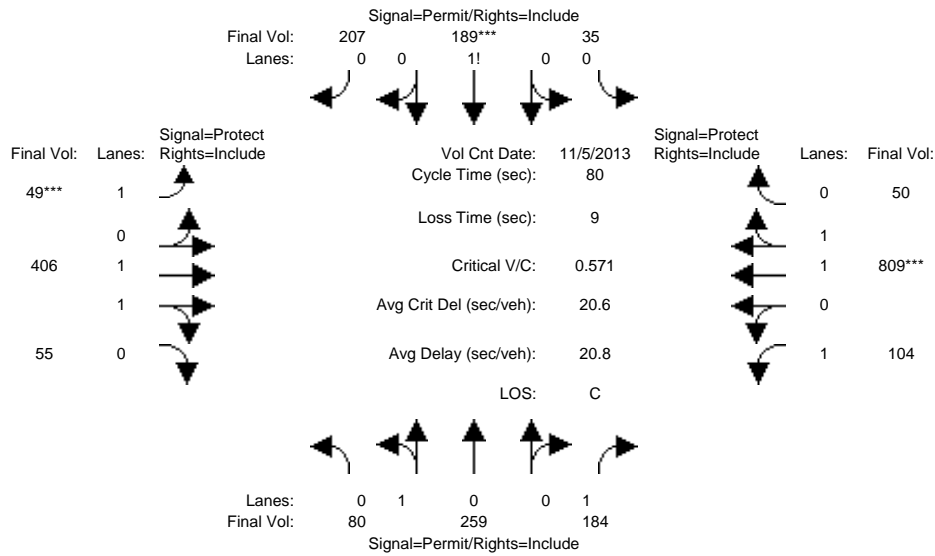 Signal=Permit/Rights=Include
Final Vol: 207 189*** 35
Lanes: 0 0 1! 0 0
Signal=Protect Signal=Protect
Final Vol: Lanes: Rights=Include Vol Cnt Date: 11/5/2013 Rights=Include Lanes: Final Vol:
Cycle Time (sec): 80
49*** 1 0 50
Loss Time (sec): 9
0 1
406 1 Critical V/C: 0.571 1 809***
1 Avg Crit Del (sec/veh): 20.6 0
55 0 Avg Delay (sec/veh): 20.8 1 104
LOS: C
Lanes: 0 1 0 0 1
Final Vol: 80 259 184
Signal=Permit/Rights=Include